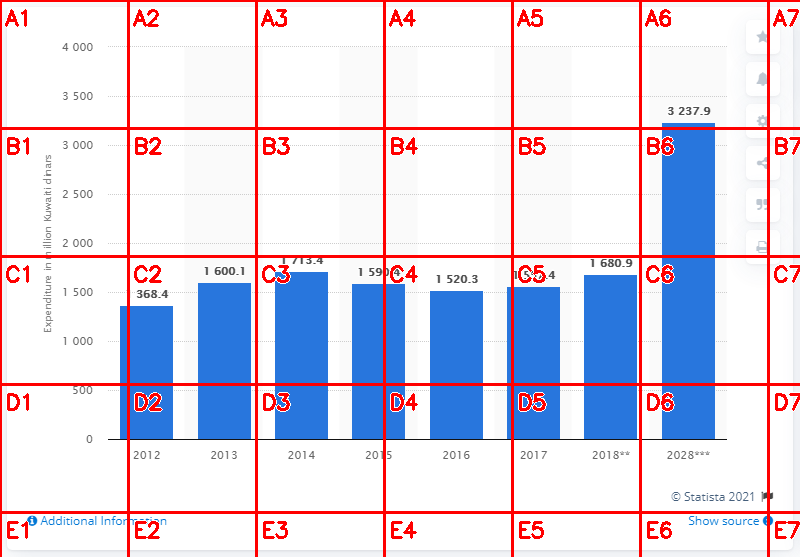 A1 A2 A3 A4 A5 A6 A7
4 000
3 500
3 237.9
B1 B2 B3 B4 B5 B6 B7
3 000
2 500
2 000
Expenditure in million Kuwaiti dinars
C1 C2 C3 C4 C5 C6 C7
1 713.4
1 680.9
1 600.1
1 590.4
1 520.3
368.4
1 500
1 000
D1 D2 D3 D4 D5 D6 D7
500
0
2012 2013 2014 2015 2016 2017 2018** 2028***
© Statista 2021
Additional Information
Show source
E1 E2 E3 E4 E5 E6 E7